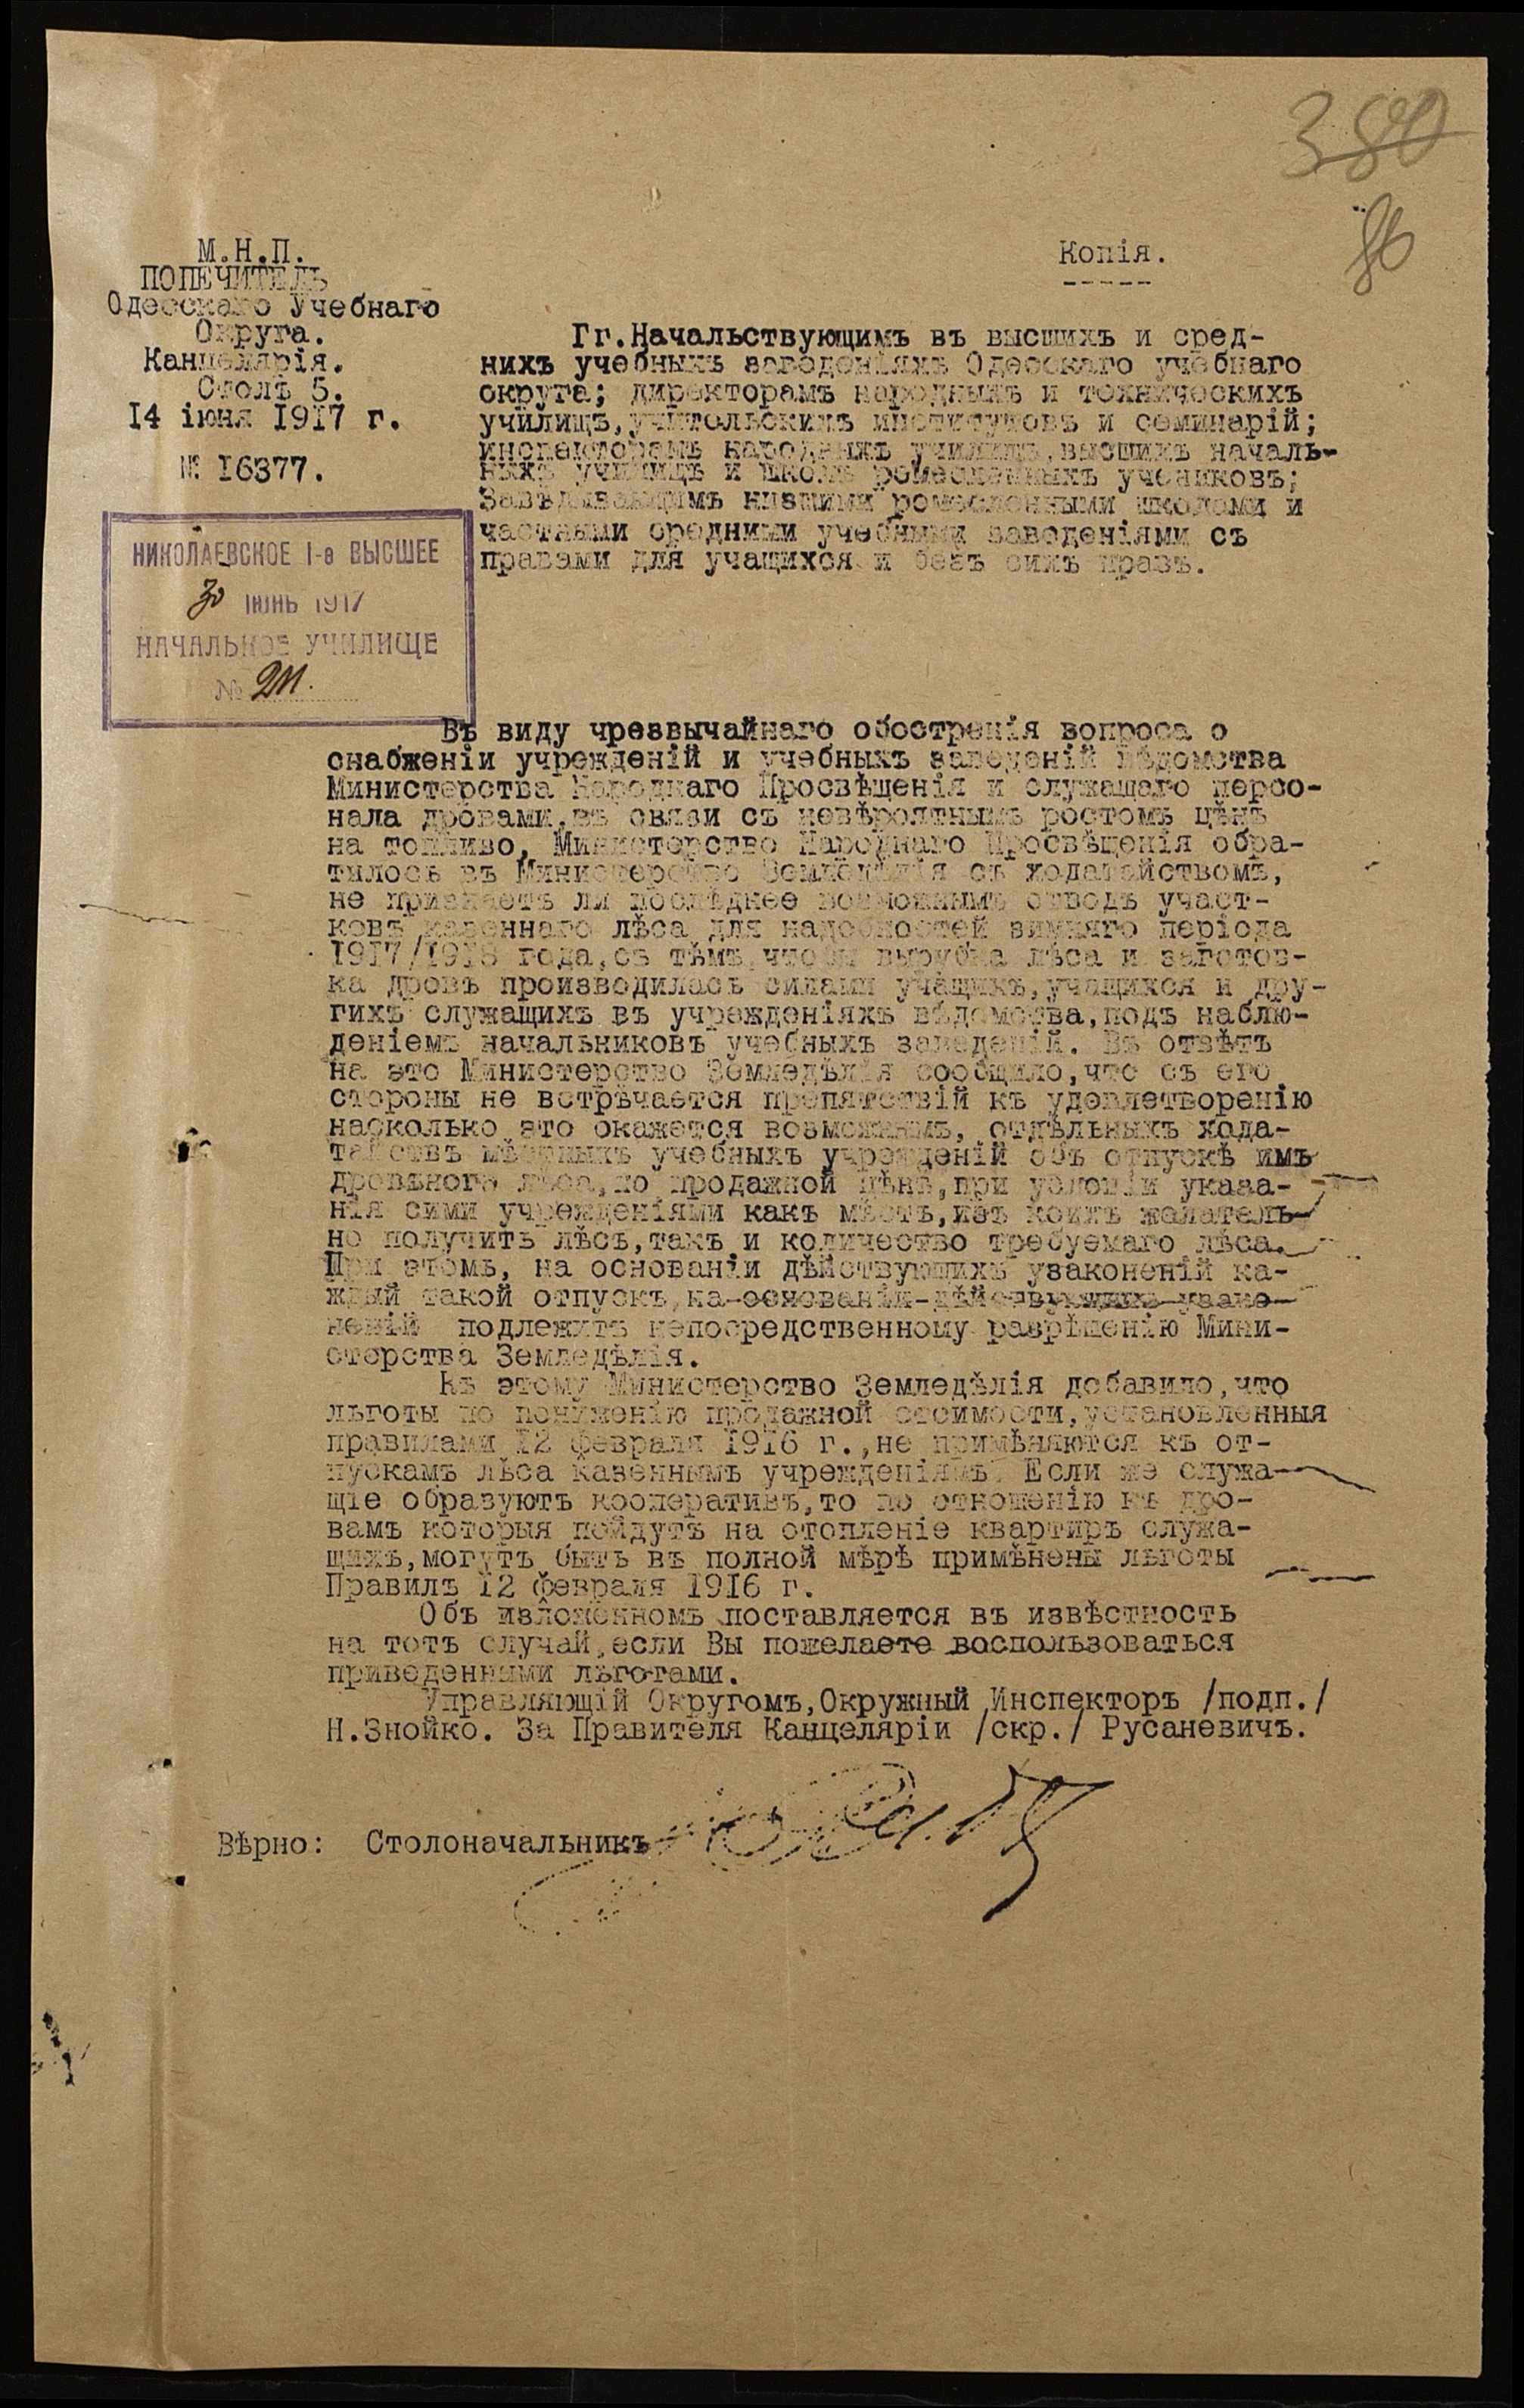 380
86
М.Н.П.
ПОПЕЧИТЕЛЬ
Одесскаго Учебнаго
Округа.
Канцелярія.
Столъ 5.
14 іюня 1917 г.
№ 16377.
Копія.
Гг.Начальствующимъ въ высшихъ и сред-
нихъ учебныхъ заведеніяхъ Одесскаго учебнаго
округа; директорамъ народныхъ и техническихъ
училищъ,учительскихъ институтовъ и семинарій;
инспекторамъ народныхъ училищъ,высшихъ началь-
ныхъ училищъ и школъ ремесленныхъ учениковъ;
Завѣдывающимъ низшими ремесленными школами и
частными средними учебными заведеніями съ
правами для учащихся и безъ сихъ правъ.
НИКОЛАЕВСКОЕ 1-е ВЫСШЕЕ
30 ІЮНЬ 1917
НАЧАЛЬНОЕ УЧИЛИЩЕ
№
Въ виду чрезвычайнаго обостренія вопроса о
снабженіи учрежденій и учебныхъ заведеній Вѣдомства
Министерства Народнаго Просвѣщенія и служащаго персо-
нала дровами,въ связи съ невѣроятнымъ ростомъ цѣнъ
на топливо, Министерство Народнаго Просвѣщенія обра-
тилось въ Министерство Земледѣлія съ ходатайствомъ,
не признаетъ ли послѣднее возможнымъ отводъ участ-
ковъ казеннаго лѣса для надобностей зимняго періода
1917/1918 года,съ тѣмъ,чтобы вырубка лѣса и заготов-
ка дровъ производилась силами учащихъ,учащихся и дру-
гихъ служащихъ въ учрежденіяхъ вѣдомства,подъ наблю-
деніемъ начальниковъ учебныхъ заведеній. Въ отвѣтъ
на это Министерство Земледѣлія сообщило,что съ его
стороны не встрѣчается препятствій къ удовлетворенію
насколько это окажется возможнымъ, отдѣльныхъ хода-
тайствъ мѣстныхъ учебныхъ учрежденій объ отпускѣ имъ
дровяного лѣса,по продажной цѣнѣ,при условіи указа-
нія сими учрежденіями какъ мѣстъ,изъ коихъ желатель-
но получить лѣсъ,такъ и количество требуемаго лѣса.
При этомъ, на основаніи дѣйствующихъ узаконеній ка-
ждый такой отпускъ,на основаніи дѣйствующихъ узако-
неній подлежитъ непосредственному разрѣшенію Мини-
стерства Земледѣлія.
Къ этому Министерство Земледѣлія добавило,что
льготы по пониженію продажной стоимости,установленныя
правилами 12 февраля 1916 г.,не примѣняются къ от-
пускамъ лѣса казеннымъ учрежденіямъ. Если же служа-
щіе образуютъ кооперативъ,то по отношенію къ дро-
вамъ которыя пойдутъ на отопленіе квартиръ служа-
щихъ,могутъ быть въ полной мѣрѣ примѣнены льготы
Правилъ 12 февраля 1916 г.
Объ изложенномъ поставляется въ извѣстность
на тотъ случай,если Вы пожелаете воспользоваться
приведенными льготами.
Управляющій Округомъ,Окружный Инспекторъ /подп./
Н.Знойко. За Правителя Канцеляріи /скр./ Русаневичъ.
Вѣрно: Столоначальникъ